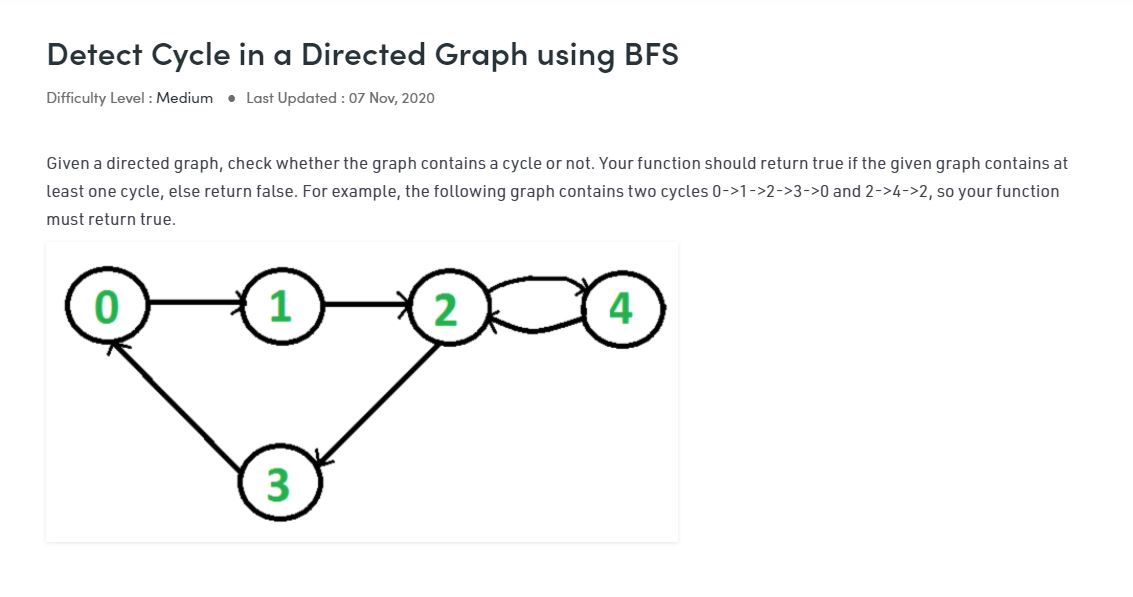 Detect Cycle in a Directed Graph using BFS
Difficulty Level : Medium • Last Updated : 07 Nov, 2020
Given a directed graph, check whether the graph contains a cycle or not. Your function should return true if the given graph contains at
least one cycle, else return false. For example, the following graph contains two cycles 0->1->2->3->0 and 2->4->2, so your function
must return true.
0 1 2 4
3